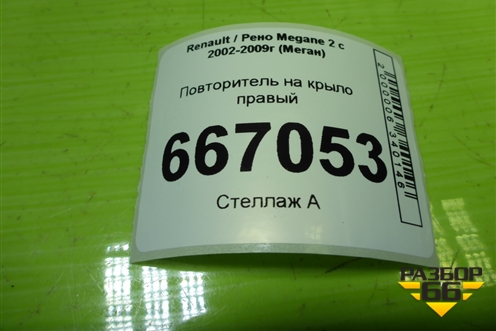 Renault / Рено Megane 2 с
2002-2009г (Меган)
Повторитель на крыло
правый
667053
Стеллаж А
2000006340146
РАЗБОР
66